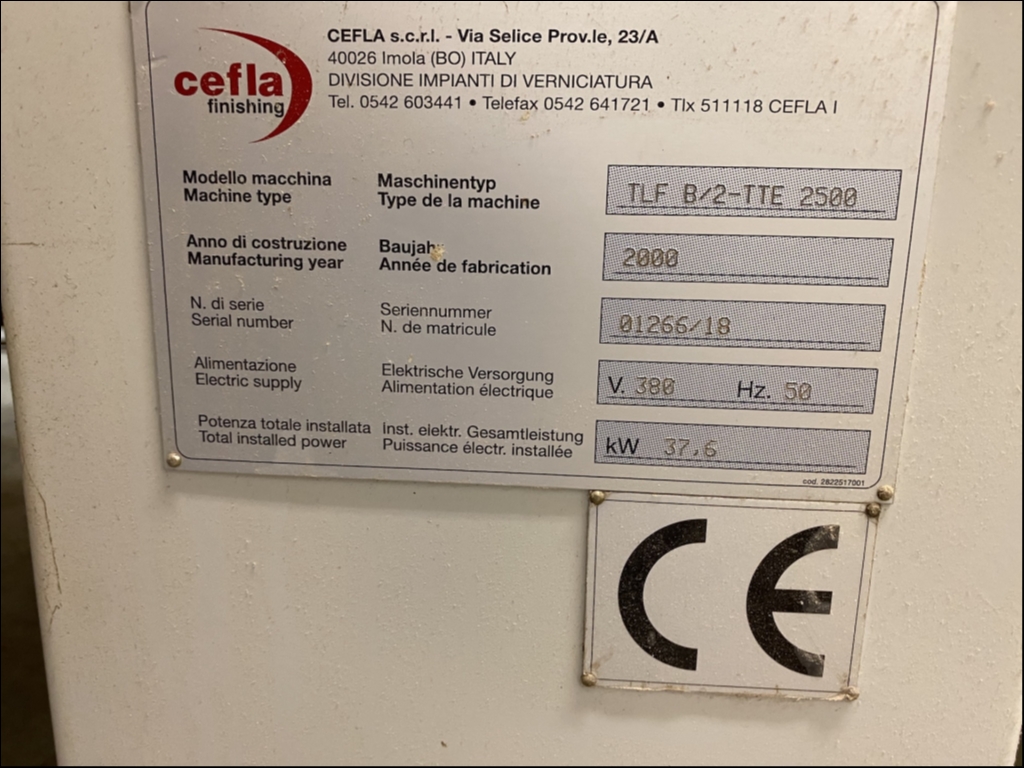 cefla
finishing
CEFLA s.c.r.l. - Via Selice Prov.le, 23/A
40026 Imola (BO) ITALY
DIVISIONE IMPIANTI DI VERNICIATURA
Tel. 0542 603441 • Telefax 0542 641721 • Tlx 511118 CEFLA I
Modello macchina Maschinentyp
Machine type Type de la machine
TLF B/2-TTE 2500
Anno di costruzione Baujahr
Manufacturing year Année de fabrication
2000
N. di serie Seriennummer
Serial number N. de matricule
01266/18
Alimentazione Elektrische Versorgung
Electric supply Alimentation électrique
V. 380 Hz. 50
Potenza totale installata Inst. elektr. Gesamtleistung
Total installed power Puissance électr. installée
kW 37,6
cod. 2822517001
CE